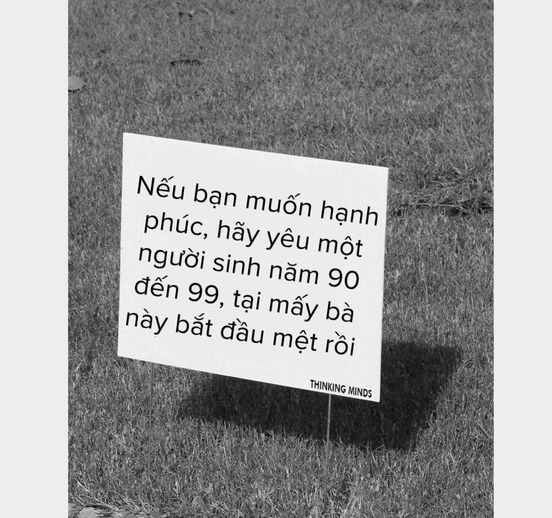 Nếu bạn muốn hạnh
phúc, hãy yêu một
người sinh năm 90
đến 99, tại mấy bà
này bắt đầu mệt rồi
THINKING MINDS